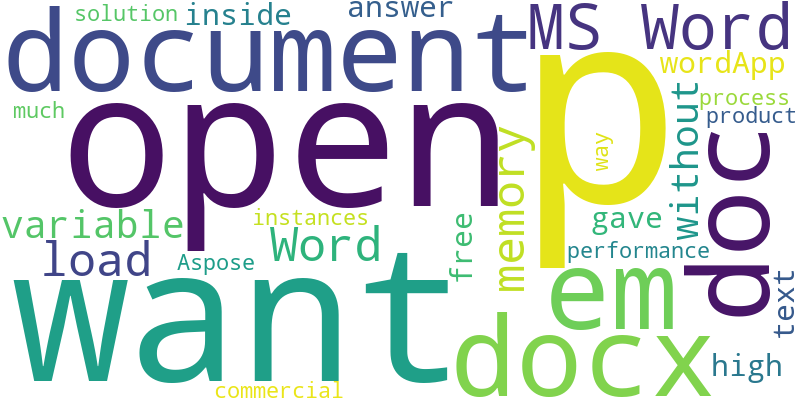 solution
inside
answer
MS Word
document
wordApp
much
open
p
process
product
without
memory
way
doc
variable
instances
free
gave
load
Aspose
Word
performance
want
em
text
docx
high
commercial